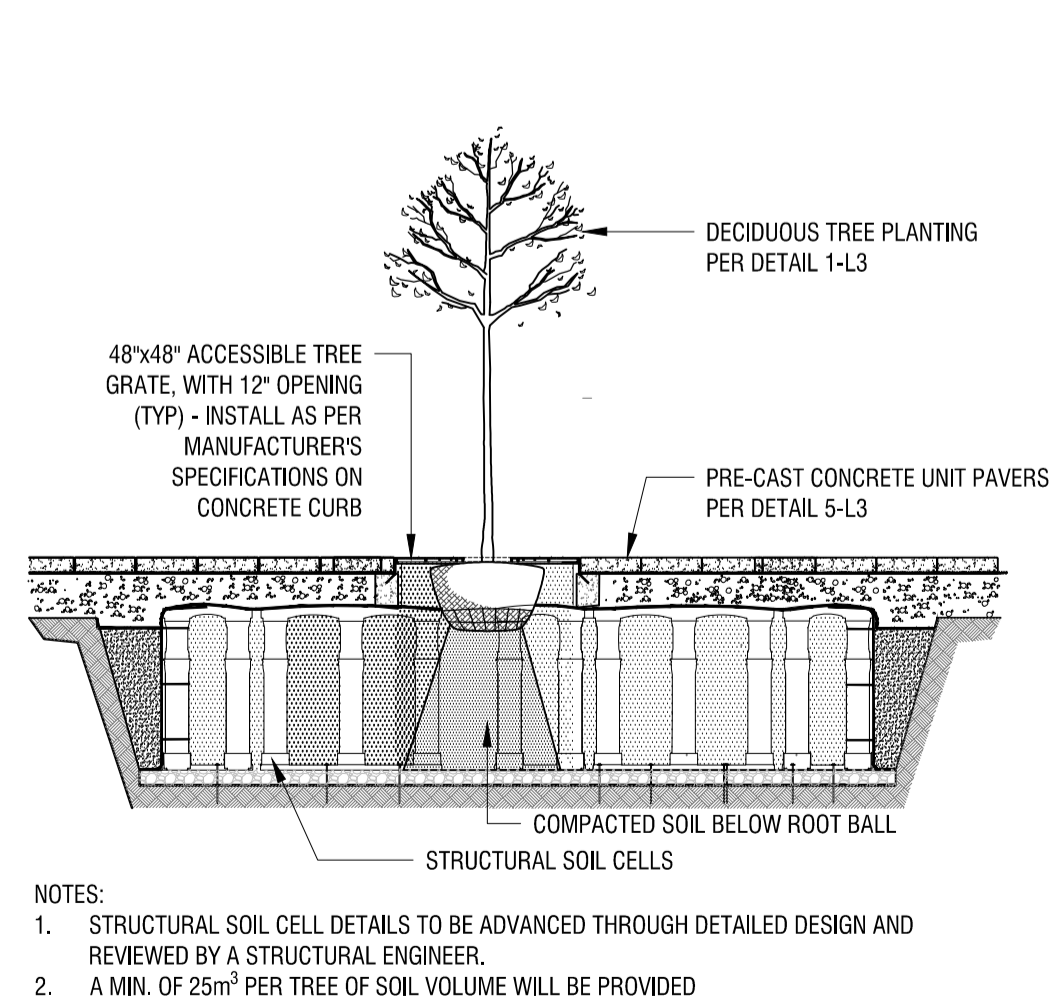 DECIDUOUS TREE PLANTING
PER DETAIL 1-L3
48"x48" ACCESSIBLE TREE
GRATE, WITH 12" OPENING
(TYP) - INSTALL AS PER
MANUFACTURER'S
SPECIFICATIONS ON
CONCRETE CURB
PRE-CAST CONCRETE UNIT PAVERS
PER DETAIL 5-L3
COMPACTED SOIL BELOW ROOT BALL
STRUCTURAL SOIL CELLS
NOTES:
1. STRUCTURAL SOIL CELL DETAILS TO BE ADVANCED THROUGH DETAILED DESIGN AND
REVIEWED BY A STRUCTURAL ENGINEER.
2. A MIN. OF 25m³ PER TREE OF SOIL VOLUME WILL BE PROVIDED